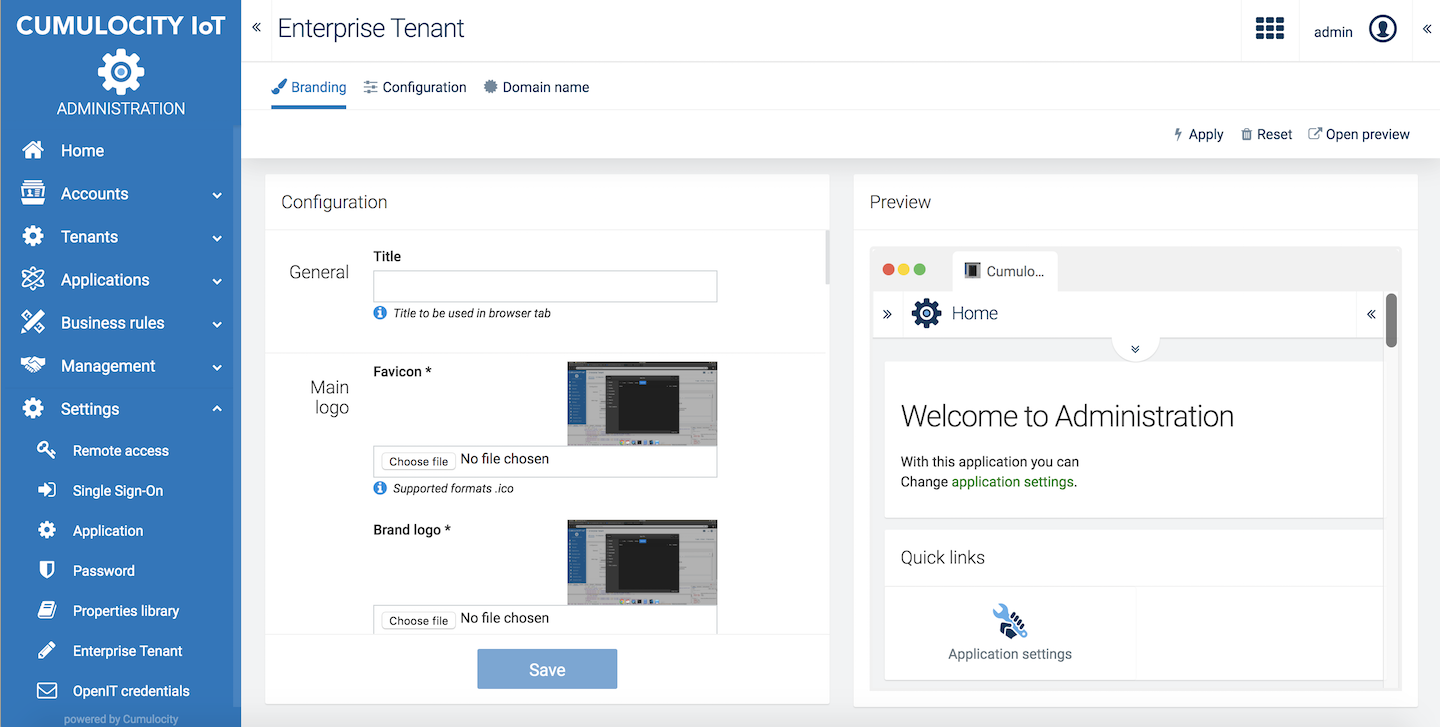 CUMULOCITY IoT
ADMINISTRATION
Home
Accounts
Tenants
Applications
Business rules
Management
Settings
Remote access
Single Sign-On
Application
Password
Properties library
Enterprise Tenant
OpenIT credentials
powered by Cumulocity
Enterprise Tenant
admin
Branding
Configuration
Domain name
Apply
Reset
Open preview
Configuration
General
Title
Title to be used in browser tab
Main
logo
Favicon *
Choose file No file chosen
Supported formats .ico
Brand logo *
Choose file No file chosen
Save
Preview
Cumulo...
Home
Welcome to Administration
With this application you can
Change application settings.
Quick links
Application settings